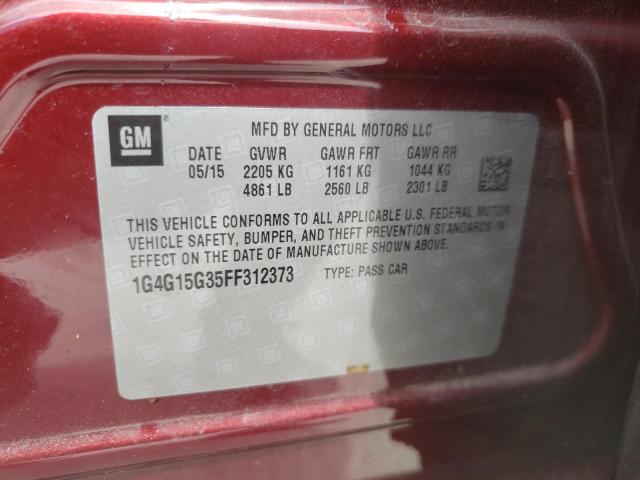 GM
MFD BY GENERAL MOTORS LLC
DATE GVWR GAWR FRT GAWR RR
05/15 2205 KG 1161 KG 1044 KG
4861 LB 2560 LB 2301 LB
THIS VEHICLE CONFORMS TO ALL APPLICABLE U.S. FEDERAL MOTOR
VEHICLE SAFETY, BUMPER, AND THEFT PREVENTION STANDARDS IN
EFFECT ON THE DATE OF MANUFACTURE SHOWN ABOVE.
1G4G15G35FF312373 TYPE: PASS CAR